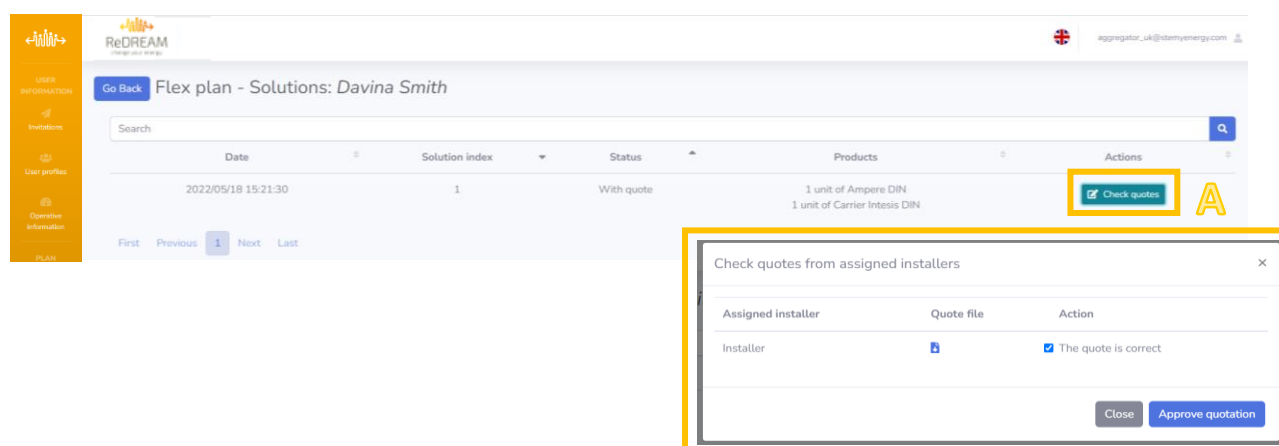 ReDREAM
change your energy
aggregator_uk@stemyenergy.com
USER
INFORMATION
Invitations
User profiles
Operative
information
PLAN
Go Back Flex plan - Solutions: Davina Smith
Search
Date Solution index Status Products Actions
2022/05/18 15:21:30 1 With quote 1 unit of Ampere DIN Check quotes
1 unit of Carrier Intesis DIN
A
First Previous 1 Next Last
Check quotes from assigned installers ×
Assigned installer Quote file Action
Installer The quote is correct
Close Approve quotation